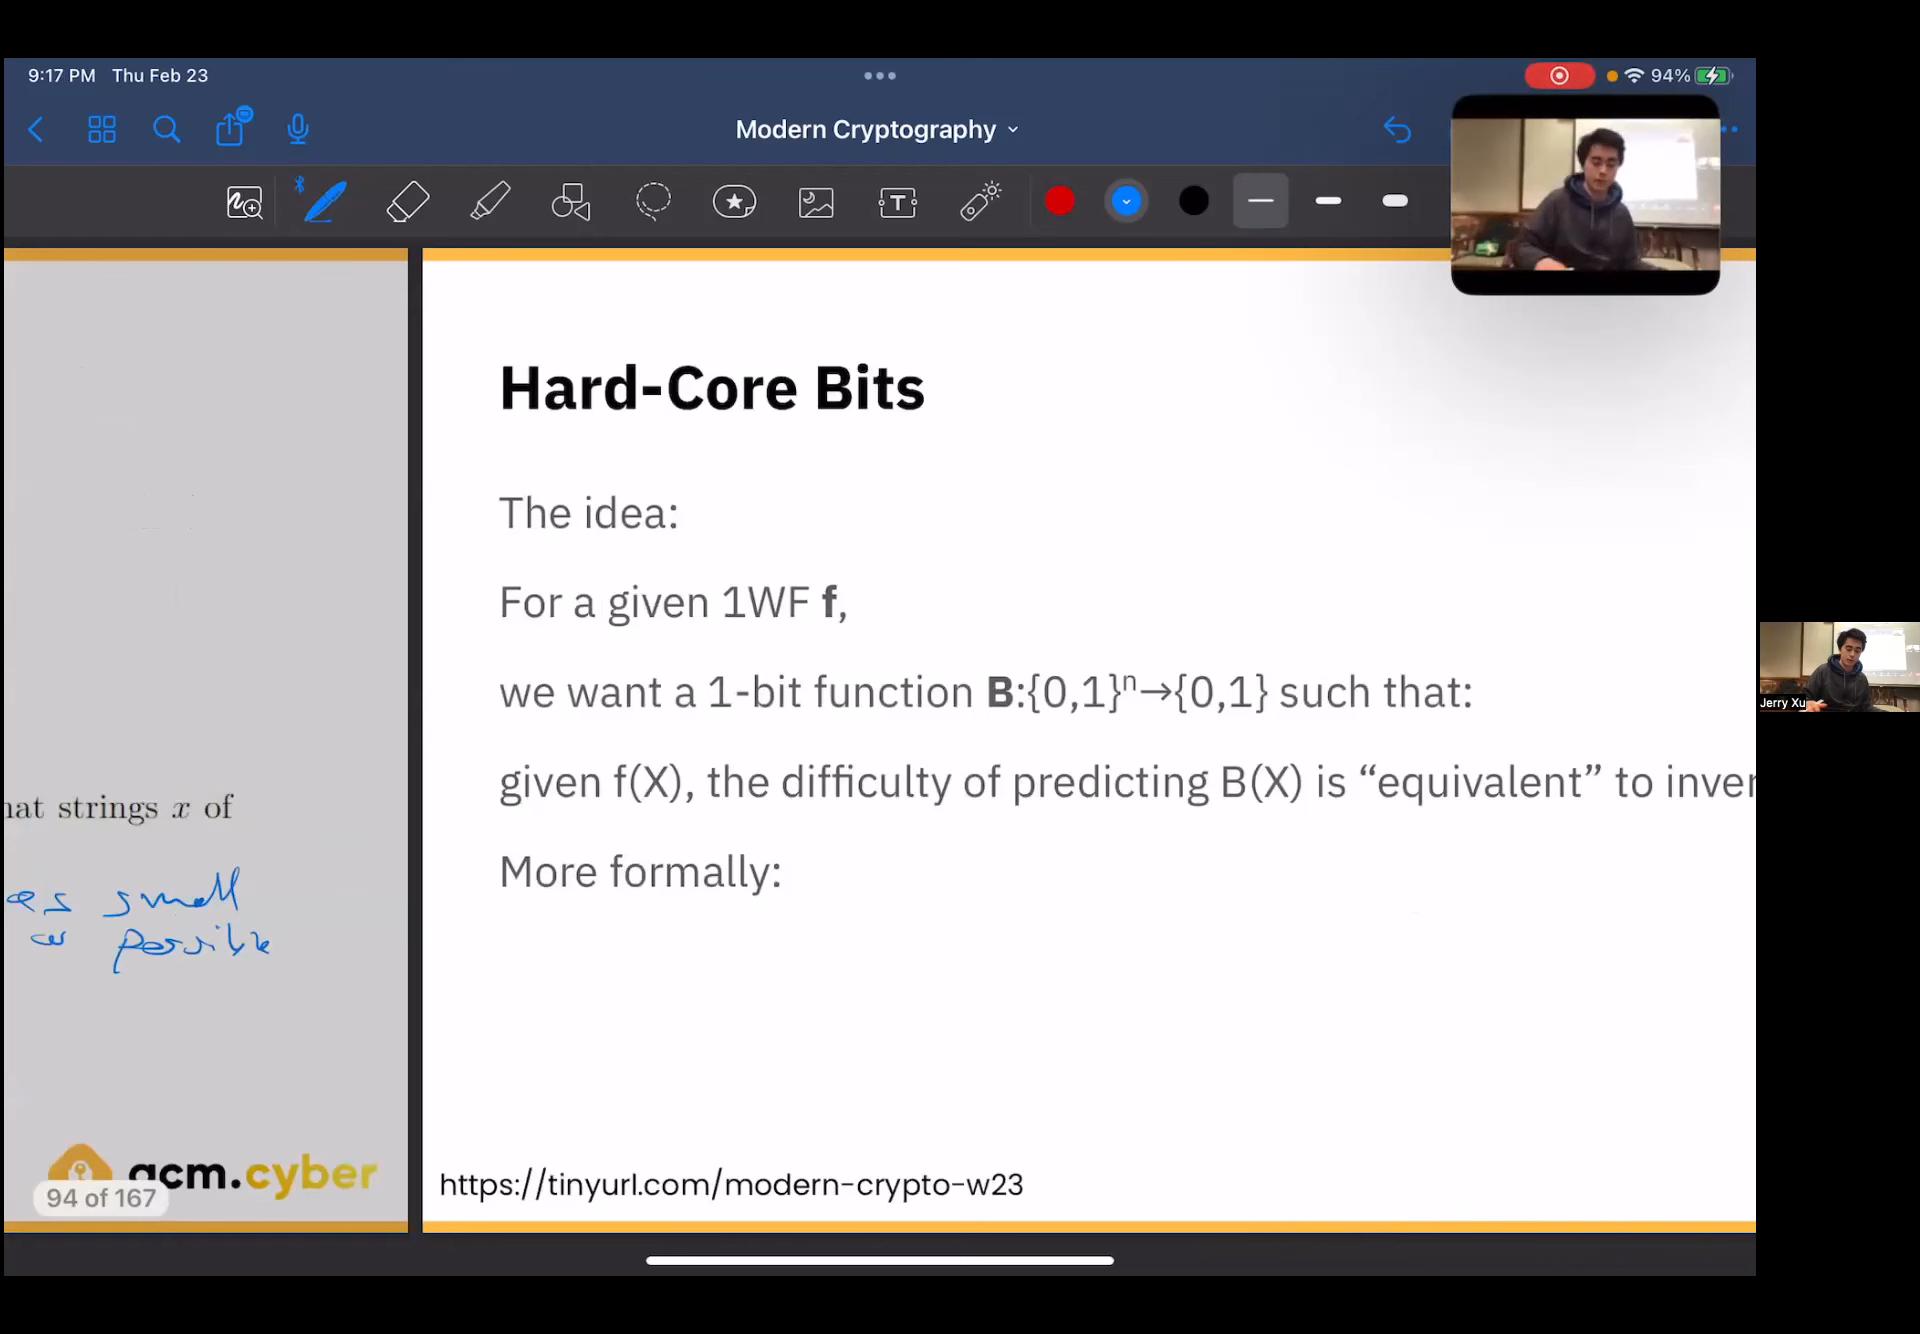 9:17 PM Thu Feb 23
94%
Modern Cryptography
T
Hard-Core Bits
The idea:
For a given 1WF f,
we want a 1-bit function B:{0,1}ⁿ→{0,1} such that:
given f(X), the difficulty of predicting B(X) is “equivalent” to inver
More formally:
https://tinyurl.com/modern-crypto-w23
hat strings x of
as small
as possible
acm.cyber
94 of 167
Jerry Xu